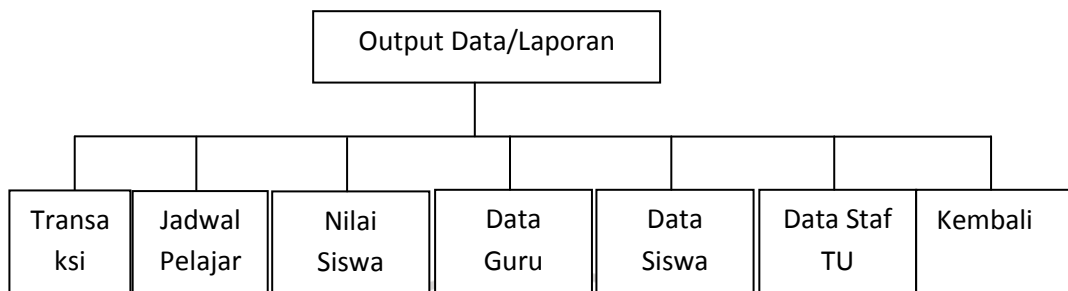 Output Data/Laporan
Transa
ksi
Jadwal
Pelajar
Nilai
Siswa
Data
Guru
Data
Siswa
Data Staf
TU
Kembali